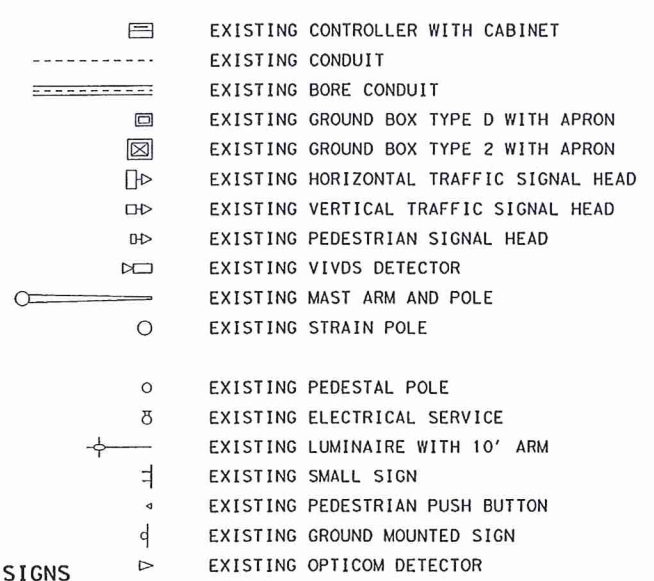 EXISTING CONTROLLER WITH CABINET
EXISTING CONDUIT
EXISTING BORE CONDUIT
EXISTING GROUND BOX TYPE D WITH APRON
EXISTING GROUND BOX TYPE 2 WITH APRON
EXISTING HORIZONTAL TRAFFIC SIGNAL HEAD
EXISTING VERTICAL TRAFFIC SIGNAL HEAD
EXISTING PEDESTRIAN SIGNAL HEAD
EXISTING VIVDS DETECTOR
EXISTING MAST ARM AND POLE
EXISTING STRAIN POLE
EXISTING PEDESTAL POLE
EXISTING ELECTRICAL SERVICE
EXISTING LUMINAIRE WITH 10' ARM
EXISTING SMALL SIGN
EXISTING PEDESTRIAN PUSH BUTTON
EXISTING GROUND MOUNTED SIGN
EXISTING OPTICOM DETECTOR
SIGNS